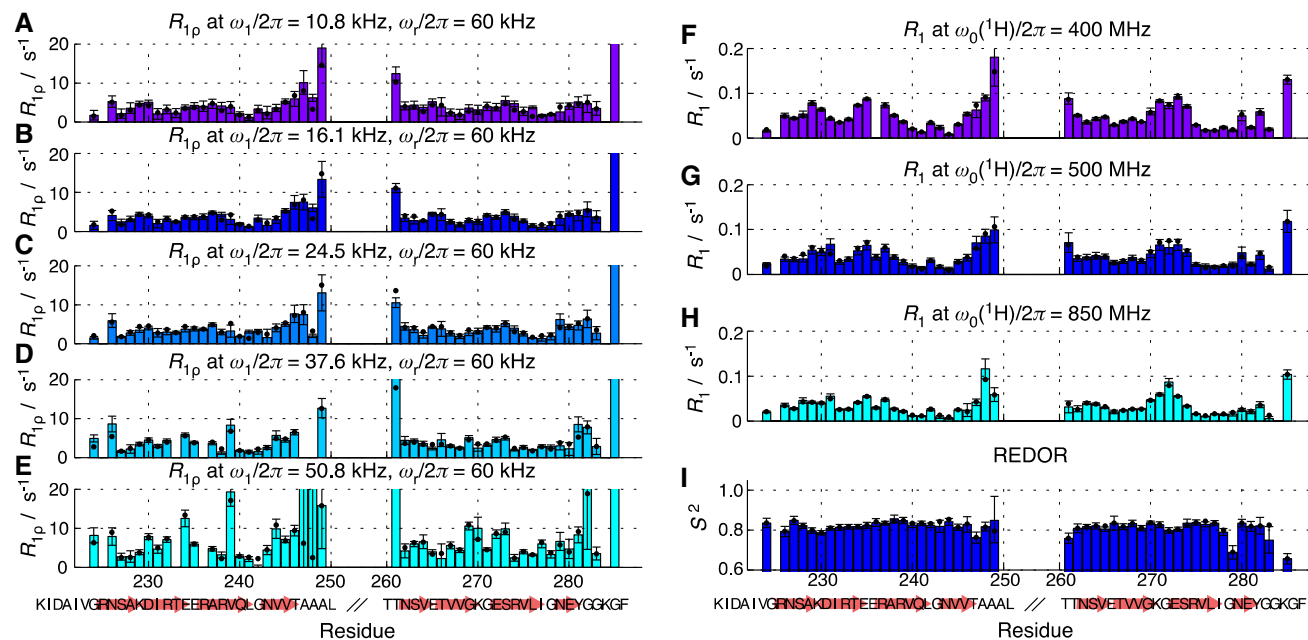 A
R1ρ at ω1/2π = 10.8 kHz, ωr/2π = 60 kHz
R1ρ / s⁻¹
20
10
0
B
R1ρ at ω1/2π = 16.1 kHz, ωr/2π = 60 kHz
R1ρ / s⁻¹
20
10
0
C
R1ρ at ω1/2π = 24.5 kHz, ωr/2π = 60 kHz
R1ρ / s⁻¹
20
10
0
D
R1ρ at ω1/2π = 37.6 kHz, ωr/2π = 60 kHz
R1ρ / s⁻¹
20
10
0
E
R1ρ at ω1/2π = 50.8 kHz, ωr/2π = 60 kHz
R1ρ / s⁻¹
20
10
0
230 240 250 260 270 280
KIDAIVGRNSAKDIRTEERARVQLGNVVTAAAL // TTNSVETVVGKGESRVLIGNEYGGKGF
Residue
F
R1 at ω0(¹H)/2π = 400 MHz
R1 / s⁻¹
0.2
0.1
0
G
R1 at ω0(¹H)/2π = 500 MHz
R1 / s⁻¹
0.2
0.1
0
H
R1 at ω0(¹H)/2π = 850 MHz
R1 / s⁻¹
0.2
0.1
0
I
REDOR
S²
1.0
0.8
0.6
230 240 250 260 270 280
KIDAIVGRNSAKDIRTEERARVQLGNVVTAAAL // TTNSVETVVGKGESRVLIGNEYGGKGF
Residue